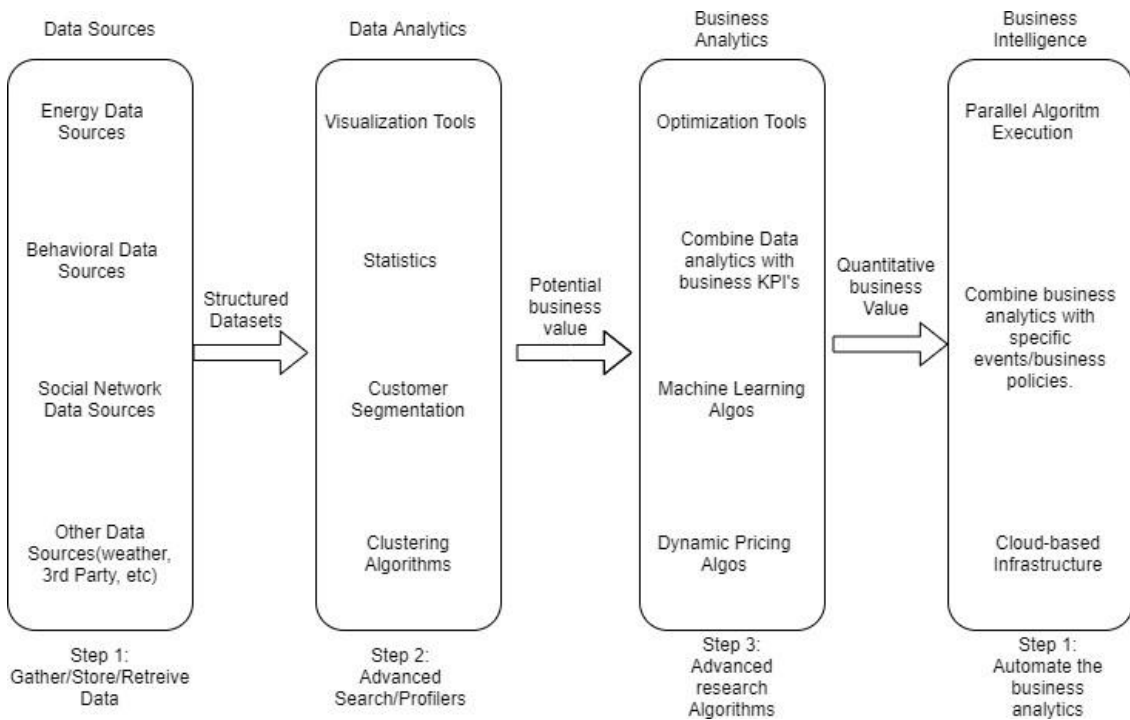 Data Sources
Energy Data
Sources
Behavioral Data
Sources
Social Network
Data Sources
Other Data
Sources(weather,
3rd Party, etc)
Step 1:
Gather/Store/Retreive
Data
Structured
Datasets
Data Analytics
Visualization Tools
Statistics
Customer
Segmentation
Clustering
Algorithms
Step 2:
Advanced
Search/Profilers
Potential
business
value
Business
Analytics
Optimization Tools
Combine Data
analytics with
business KPI's
Machine Learning
Algos
Dynamic Pricing
Algos
Step 3:
Advanced
research
Algorithms
Quantitative
business
Value
Business
Intelligence
Parallel Algoritm
Execution
Combine business
analytics with
specific
events/business
policies.
Cloud-based
Infrastructure
Step 1:
Automate the
business
analytics